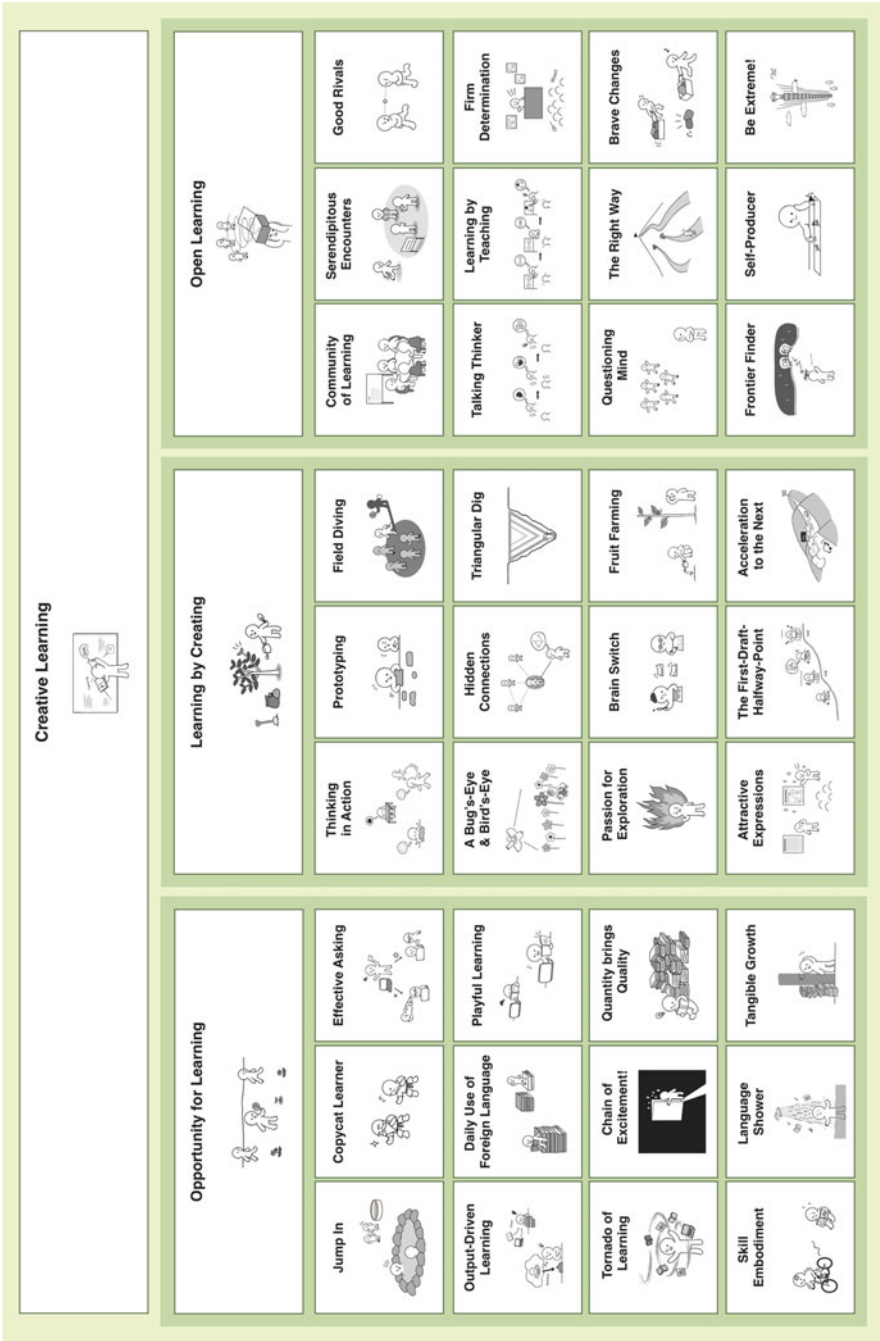 Creative Learning
Opportunity for Learning
Jump In
Copycat Learner
Effective Asking
Output-Driven
Learning
Daily Use of
Foreign Language
Playful Learning
Tornado of
Learning
Chain of
Excitement!
Quantity brings
Quality
Skill
Embodiment
Language
Shower
Tangible Growth
Learning by Creating
Thinking
in Action
Prototyping
Field Diving
A Bug's-Eye
& Bird's-Eye
Hidden
Connections
Triangular Dig
Passion for
Exploration
Brain Switch
Fruit Farming
Attractive
Expressions
The First-Draft-
Halfway-Point
Acceleration
to the Next
Open Learning
Community
of Learning
Serendipitous
Encounters
Good Rivals
Talking Thinker
Learning by
Teaching
Firm
Determination
Questioning
Mind
The Right Way
Brave Changes
Frontier Finder
Self-Producer
Be Extreme!